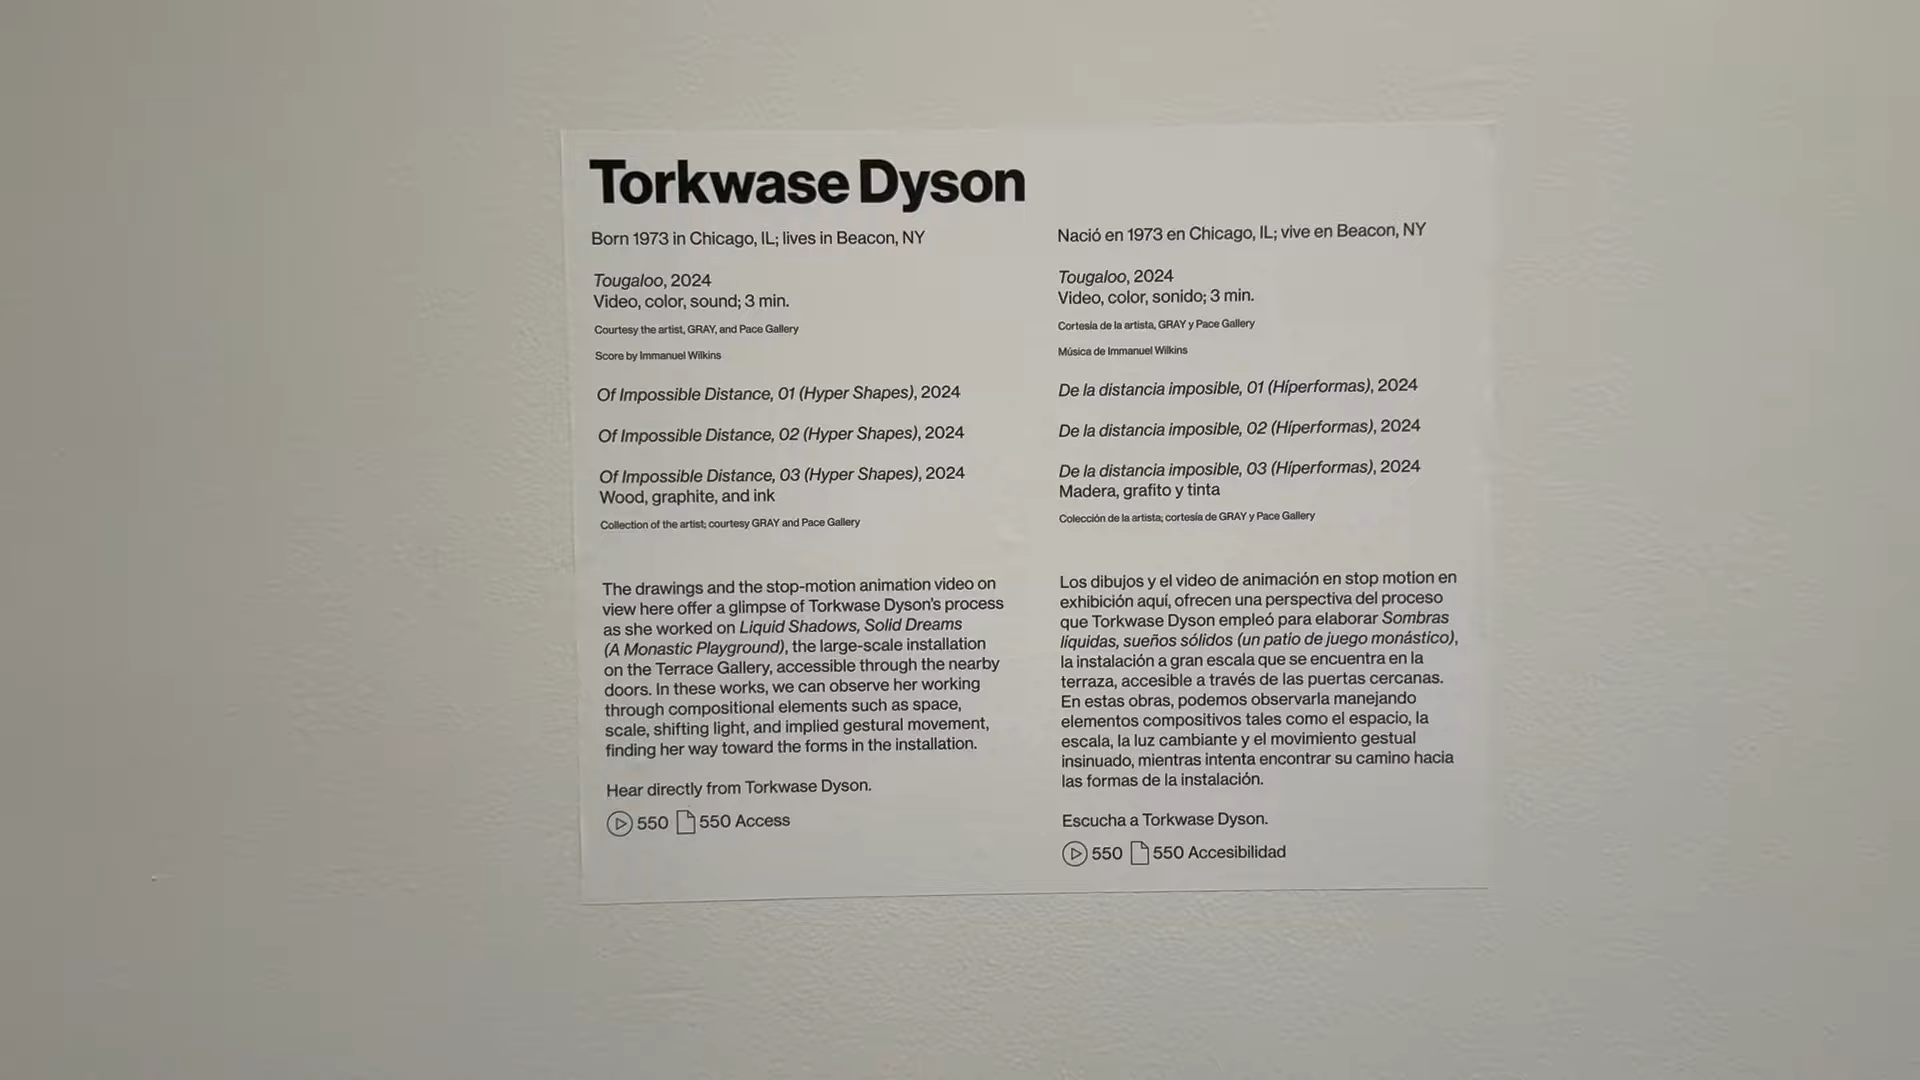 Torkwase Dyson
Born 1973 in Chicago, IL; lives in Beacon, NY
Tougaloo, 2024
Video, color, sound; 3 min.
Courtesy the artist, GRAY, and Pace Gallery
Score by Immanuel Wilkins
Of Impossible Distance, 01 (Hyper Shapes), 2024
Of Impossible Distance, 02 (Hyper Shapes), 2024
Of Impossible Distance, 03 (Hyper Shapes), 2024
Wood, graphite, and ink
Collection of the artist; courtesy GRAY and Pace Gallery
The drawings and the stop-motion animation video on
view here offer a glimpse of Torkwase Dyson's process
as she worked on Liquid Shadows, Solid Dreams
(A Monastic Playground), the large-scale installation
on the Terrace Gallery, accessible through the nearby
doors. In these works, we can observe her working
through compositional elements such as space,
scale, shifting light, and implied gestural movement,
finding her way toward the forms in the installation.
Hear directly from Torkwase Dyson.
550 550 Access
Nació en 1973 en Chicago, IL; vive en Beacon, NY
Tougaloo, 2024
Video, color, sonido; 3 min.
Cortesía de la artista, GRAY y Pace Gallery
Música de Immanuel Wilkins
De la distancia imposible, 01 (Híperformas), 2024
De la distancia imposible, 02 (Híperformas), 2024
De la distancia imposible, 03 (Híperformas), 2024
Madera, grafito y tinta
Colección de la artista; cortesía de GRAY y Pace Gallery
Los dibujos y el video de animación en stop motion en
exhibición aquí, ofrecen una perspectiva del proceso
que Torkwase Dyson empleó para elaborar Sombras
líquidas, sueños sólidos (un patio de juego monástico),
la instalación a gran escala que se encuentra en la
terraza, accesible a través de las puertas cercanas.
En estas obras, podemos observarla manejando
elementos compositivos tales como el espacio, la
escala, la luz cambiante y el movimiento gestual
insinuado, mientras intenta encontrar su camino hacia
las formas de la instalación.
Escucha a Torkwase Dyson.
550 550 Accesibilidad